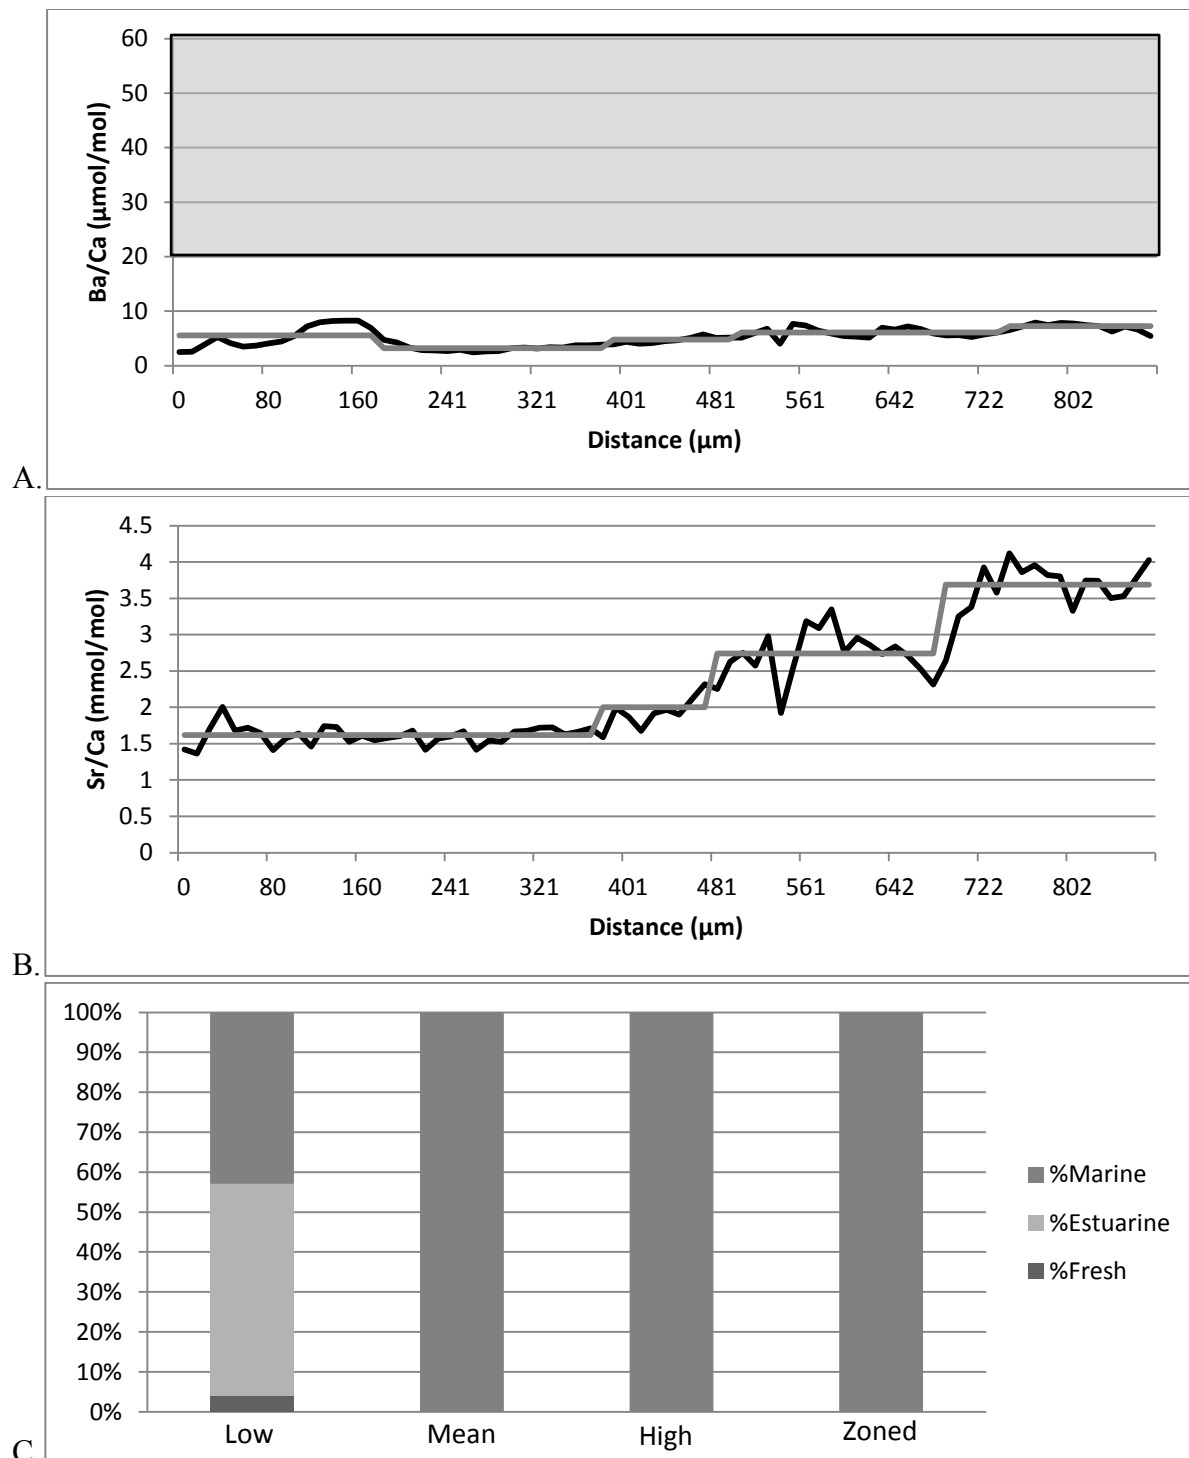 60
50
40
30
20
10
0
Ba/Ca (µmol/mol)
0 80 160 241 321 401 481 561 642 722 802
Distance (µm)
A.
4.5
4
3.5
3
2.5
2
1.5
1
0.5
0
Sr/Ca (mmol/mol)
0 80 160 241 321 401 481 561 642 722 802
Distance (µm)
B.
100%
90%
80%
70%
60%
50%
40%
30%
20%
10%
0%
Low Mean High Zoned
%Marine
%Estuarine
%Fresh
C